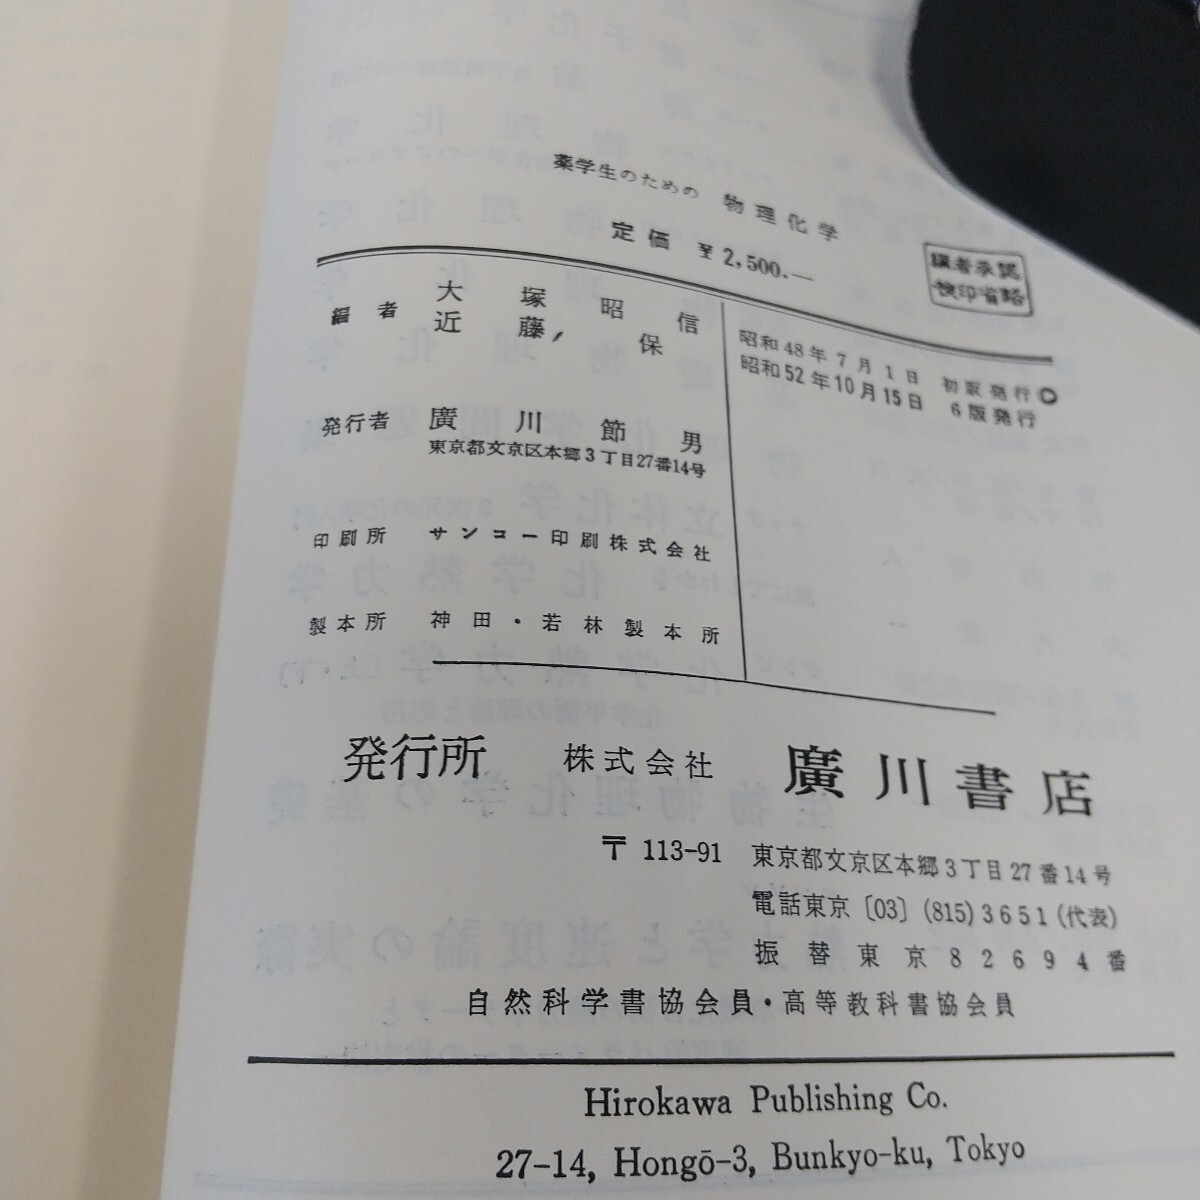 薬学生のための 物理化学
定価 ¥2,500.—
編者承認
検印省略
編者 大塚昭信
近藤, 保
昭和48年7月1日 初版発行©
昭和52年10月15日 6版発行
発行者 廣川節男
東京都文京区本郷3丁目27番14号
印刷所 サンコー印刷株式会社
製本所 神田・若林製本所
発行所 株式会社 廣川書店
〒113-91 東京都文京区本郷3丁目27番14号
電話東京〔03〕(815)3651(代表)
振替東京82694番
自然科学書協会員・高等教科書協会員
Hirokawa Publishing Co.
27-14, Hongō-3, Bunkyo-ku, Tokyo